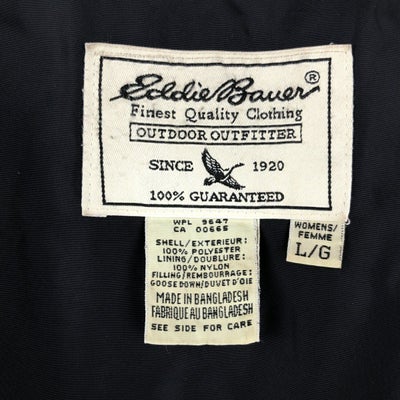 Eddie Bauer®
Finest Quality Clothing
OUTDOOR OUTFITTER
SINCE 1920
100% GUARANTEED
WPL 9647
CA 00665
SHELL/EXTERIEUR:
100% POLYESTER
LINING/DOUBLURE:
100% NYLON
FILLING/REMBOURRAGE:
GOOSE DOWN/DUVET D'OIE
MADE IN BANGLADESH
FABRIQUE AU BANGLADESH
SEE SIDE FOR CARE
WOMENS/
FEMME
L/G